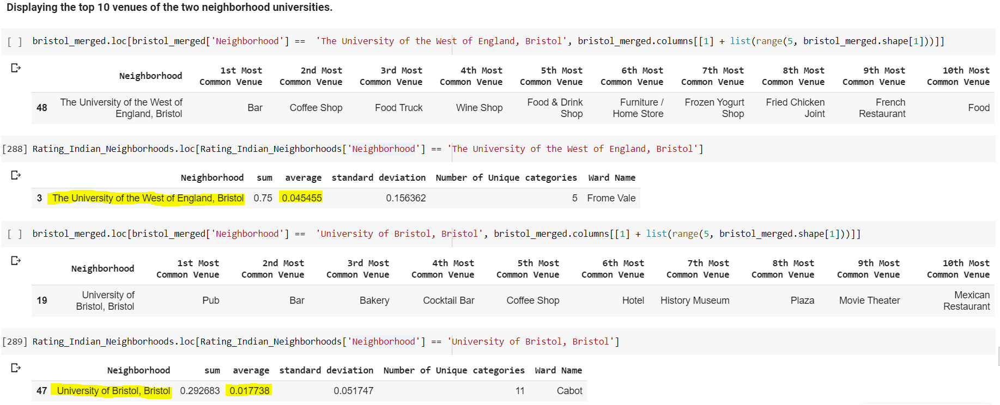 Displaying the top 10 venues of the two neighborhood universities.
[ ] bristol_merged.loc[bristol_merged['Neighborhood'] ==  'The University of the West of England, Bristol', bristol_merged.columns[[1] + list(range(5, bristol_merged.shape[1]))]]
Neighborhood 1st Most Common Venue 2nd Most Common Venue 3rd Most Common Venue 4th Most Common Venue 5th Most Common Venue 6th Most Common Venue 7th Most Common Venue 8th Most Common Venue 9th Most Common Venue 10th Most Common Venue
48 The University of the West of England, Bristol Bar Coffee Shop Food Truck Wine Shop Food & Drink Shop Furniture / Home Store Frozen Yogurt Shop Fried Chicken Joint French Restaurant Food
[288] Rating_Indian_Neighborhoods.loc[Rating_Indian_Neighborhoods['Neighborhood'] == 'The University of the West of England, Bristol']
Neighborhood sum average standard deviation Number of Unique categories Ward Name
3 The University of the West of England, Bristol 0.75 0.045455 0.156362 5 Frome Vale
[ ] bristol_merged.loc[bristol_merged['Neighborhood'] ==  'University of Bristol, Bristol', bristol_merged.columns[[1] + list(range(5, bristol_merged.shape[1]))]]
Neighborhood 1st Most Common Venue 2nd Most Common Venue 3rd Most Common Venue 4th Most Common Venue 5th Most Common Venue 6th Most Common Venue 7th Most Common Venue 8th Most Common Venue 9th Most Common Venue 10th Most Common Venue
19 University of Bristol, Bristol Pub Bar Bakery Cocktail Bar Coffee Shop Hotel History Museum Plaza Movie Theater Mexican Restaurant
[289] Rating_Indian_Neighborhoods.loc[Rating_Indian_Neighborhoods['Neighborhood'] == 'University of Bristol, Bristol']
Neighborhood sum average standard deviation Number of Unique categories Ward Name
47 University of Bristol, Bristol 0.292683 0.017738 0.051747 11 Cabot